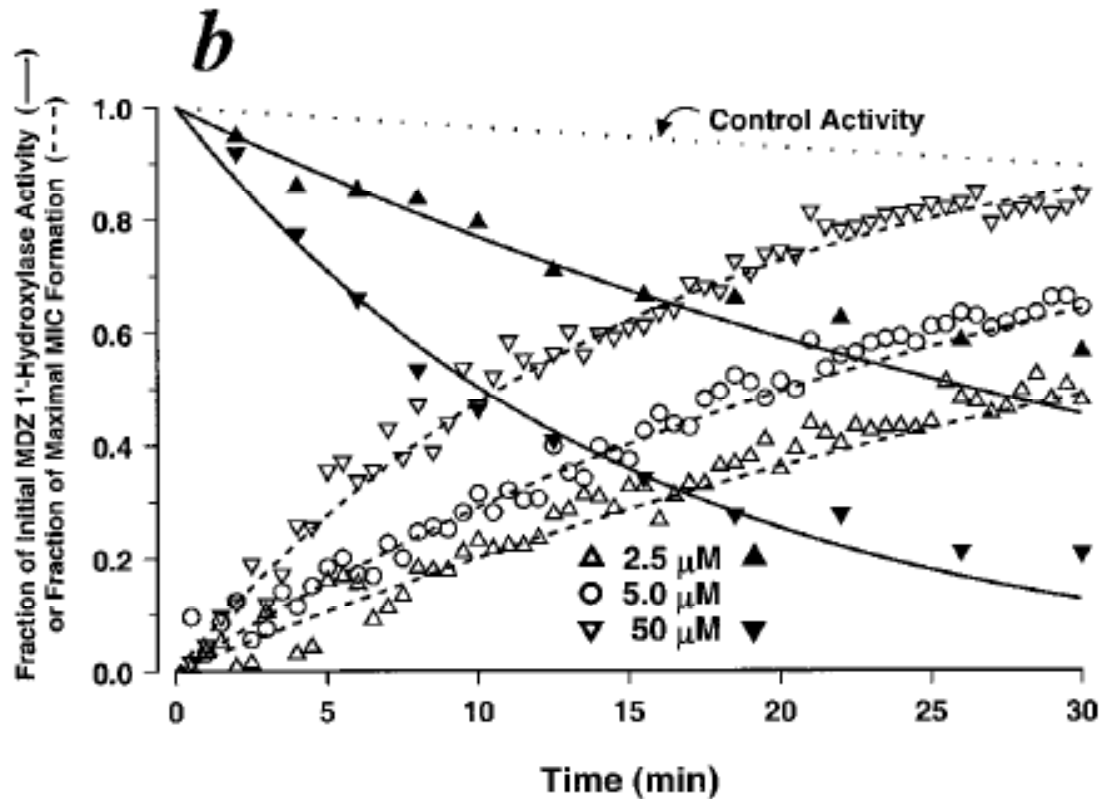 b
Fraction of Initial MDZ 1'-Hydroxylase Activity (——)
or Fraction of Maximal MIC Formation (---)
1.0
0.8
0.6
0.4
0.2
0.0
Control Activity
△ 2.5 μM ▲
○ 5.0 μM
▽ 50 μM ▼
0 5 10 15 20 25 30
Time (min)